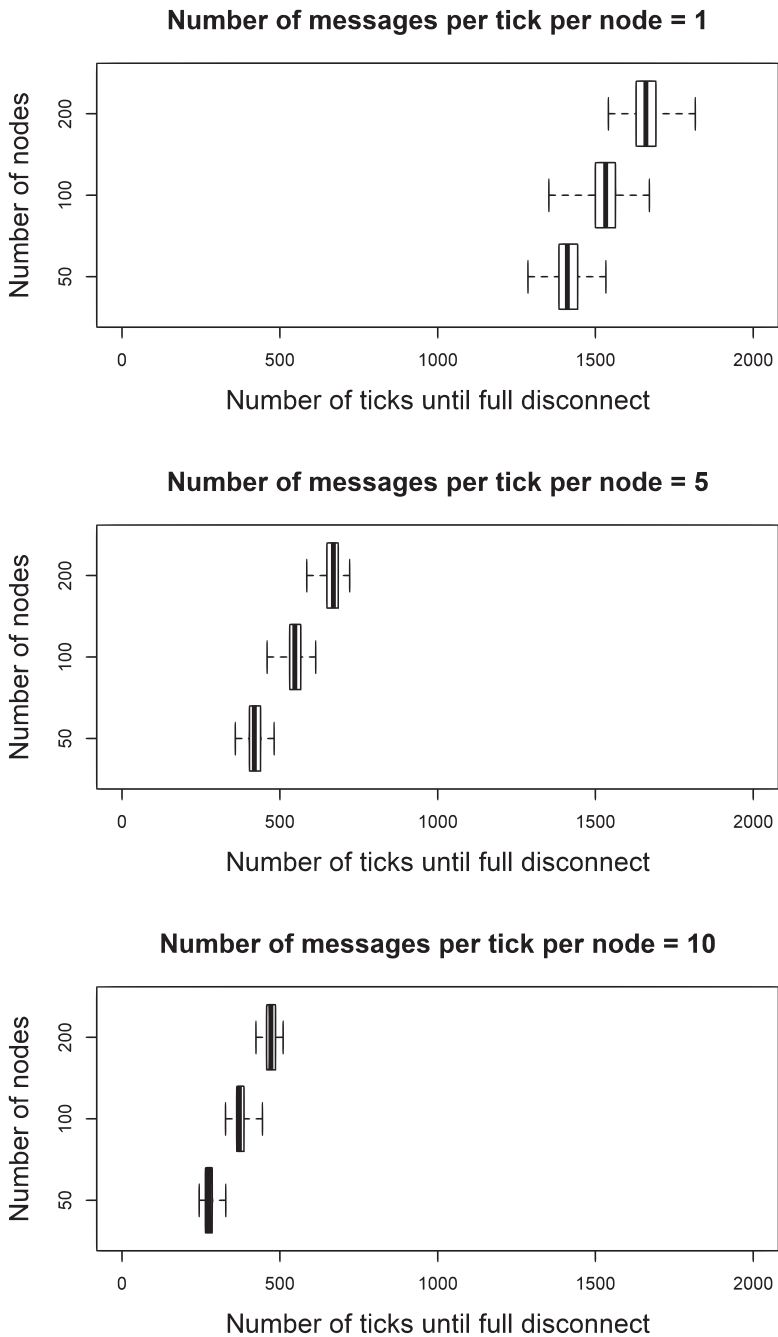 Number of messages per tick per node = 1
Number of nodes
200
100
50
0 500 1000 1500 2000
Number of ticks until full disconnect
Number of messages per tick per node = 5
Number of nodes
200
100
50
0 500 1000 1500 2000
Number of ticks until full disconnect
Number of messages per tick per node = 10
Number of nodes
200
100
50
0 500 1000 1500 2000
Number of ticks until full disconnect